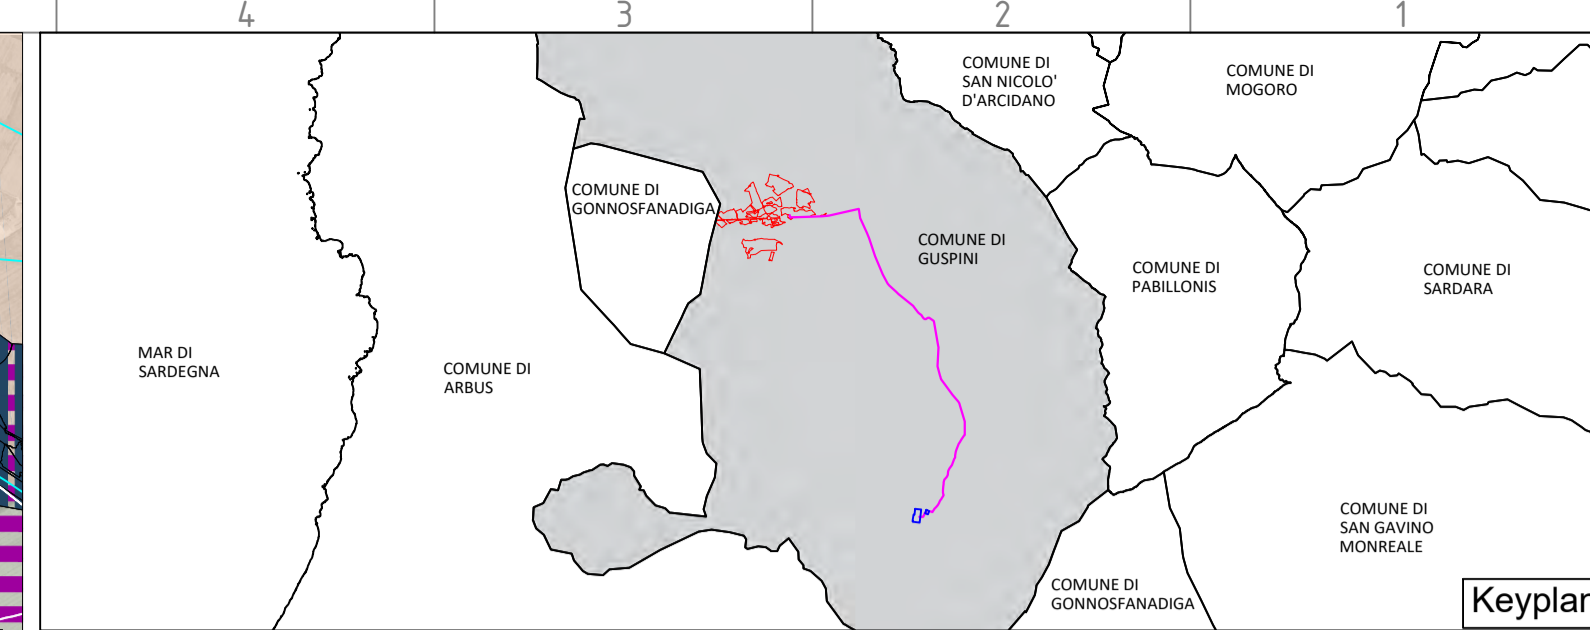 4 3 2 1
COMUNE DI
SAN NICOLO'
D'ARCIDANO
COMUNE DI
MOGORO
COMUNE DI
GONNOSFANADIGA
COMUNE DI
GUSPINI
COMUNE DI
PABILLONIS
COMUNE DI
SARDARA
MAR DI
SARDEGNA
COMUNE DI
ARBUS
COMUNE DI
SAN GAVINO
MONREALE
COMUNE DI
GONNOSFANADIGA
Keyplan